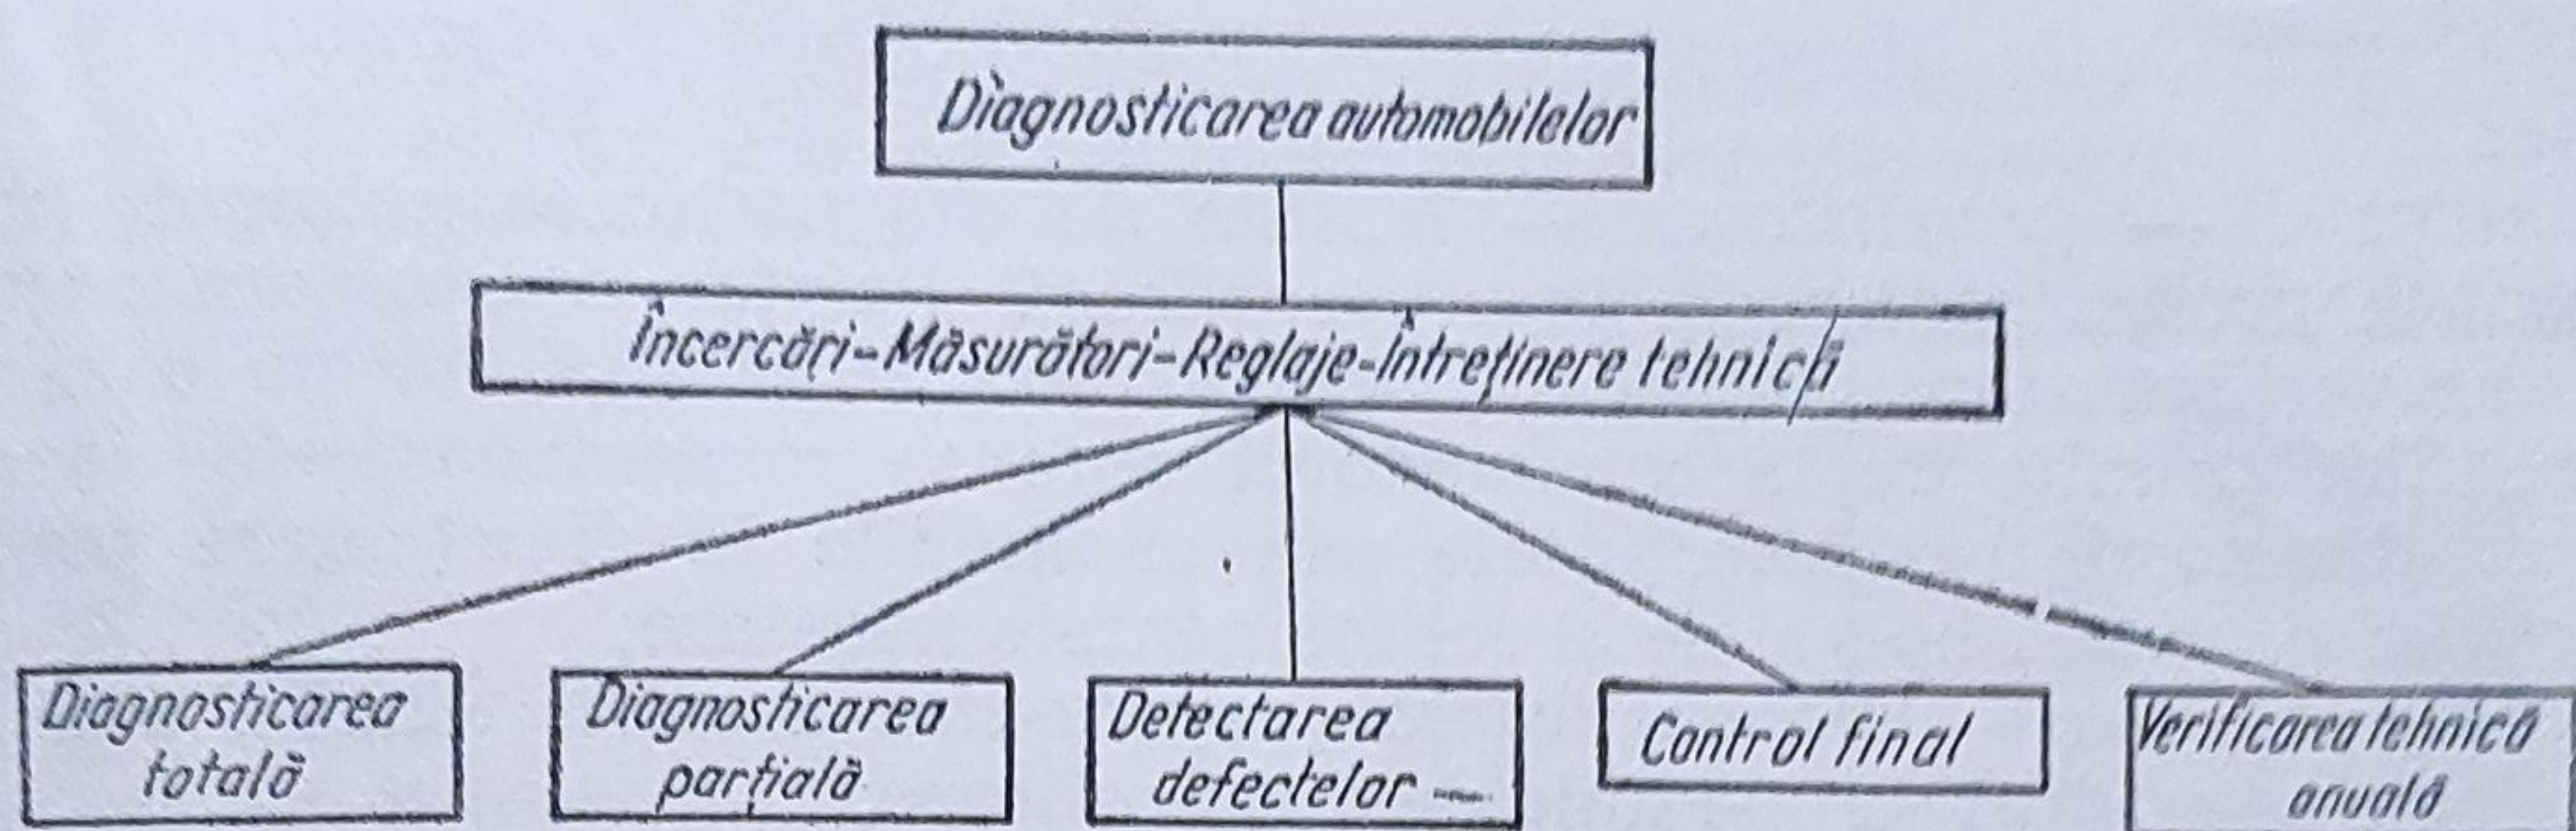 Diagnosticarea automobilelor
Încercări-Măsurători-Reglaje-Întreținere tehnică
Diagnosticarea
totală
Diagnosticarea
parțială
Detectarea
defectelor
Control final
Verificarea tehnică
anuală